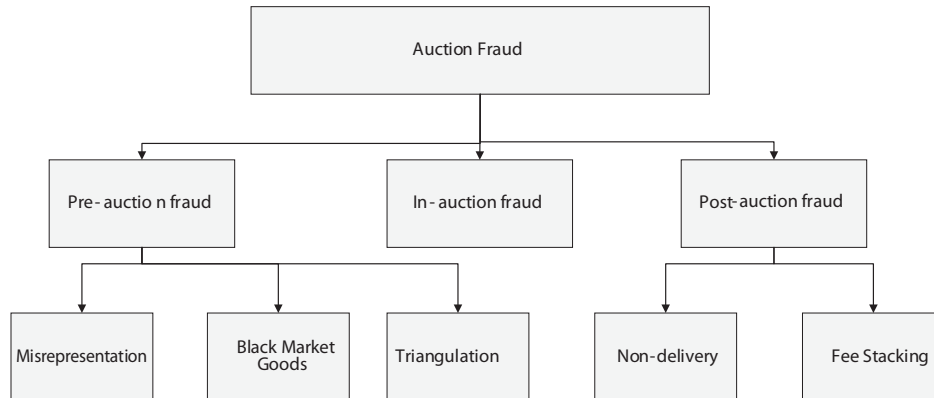 Auction Fraud
Pre-auction fraud
In-auction fraud
Post-auction fraud
Misrepresentation
Black Market
Goods
Triangulation
Non-delivery
Fee Stacking